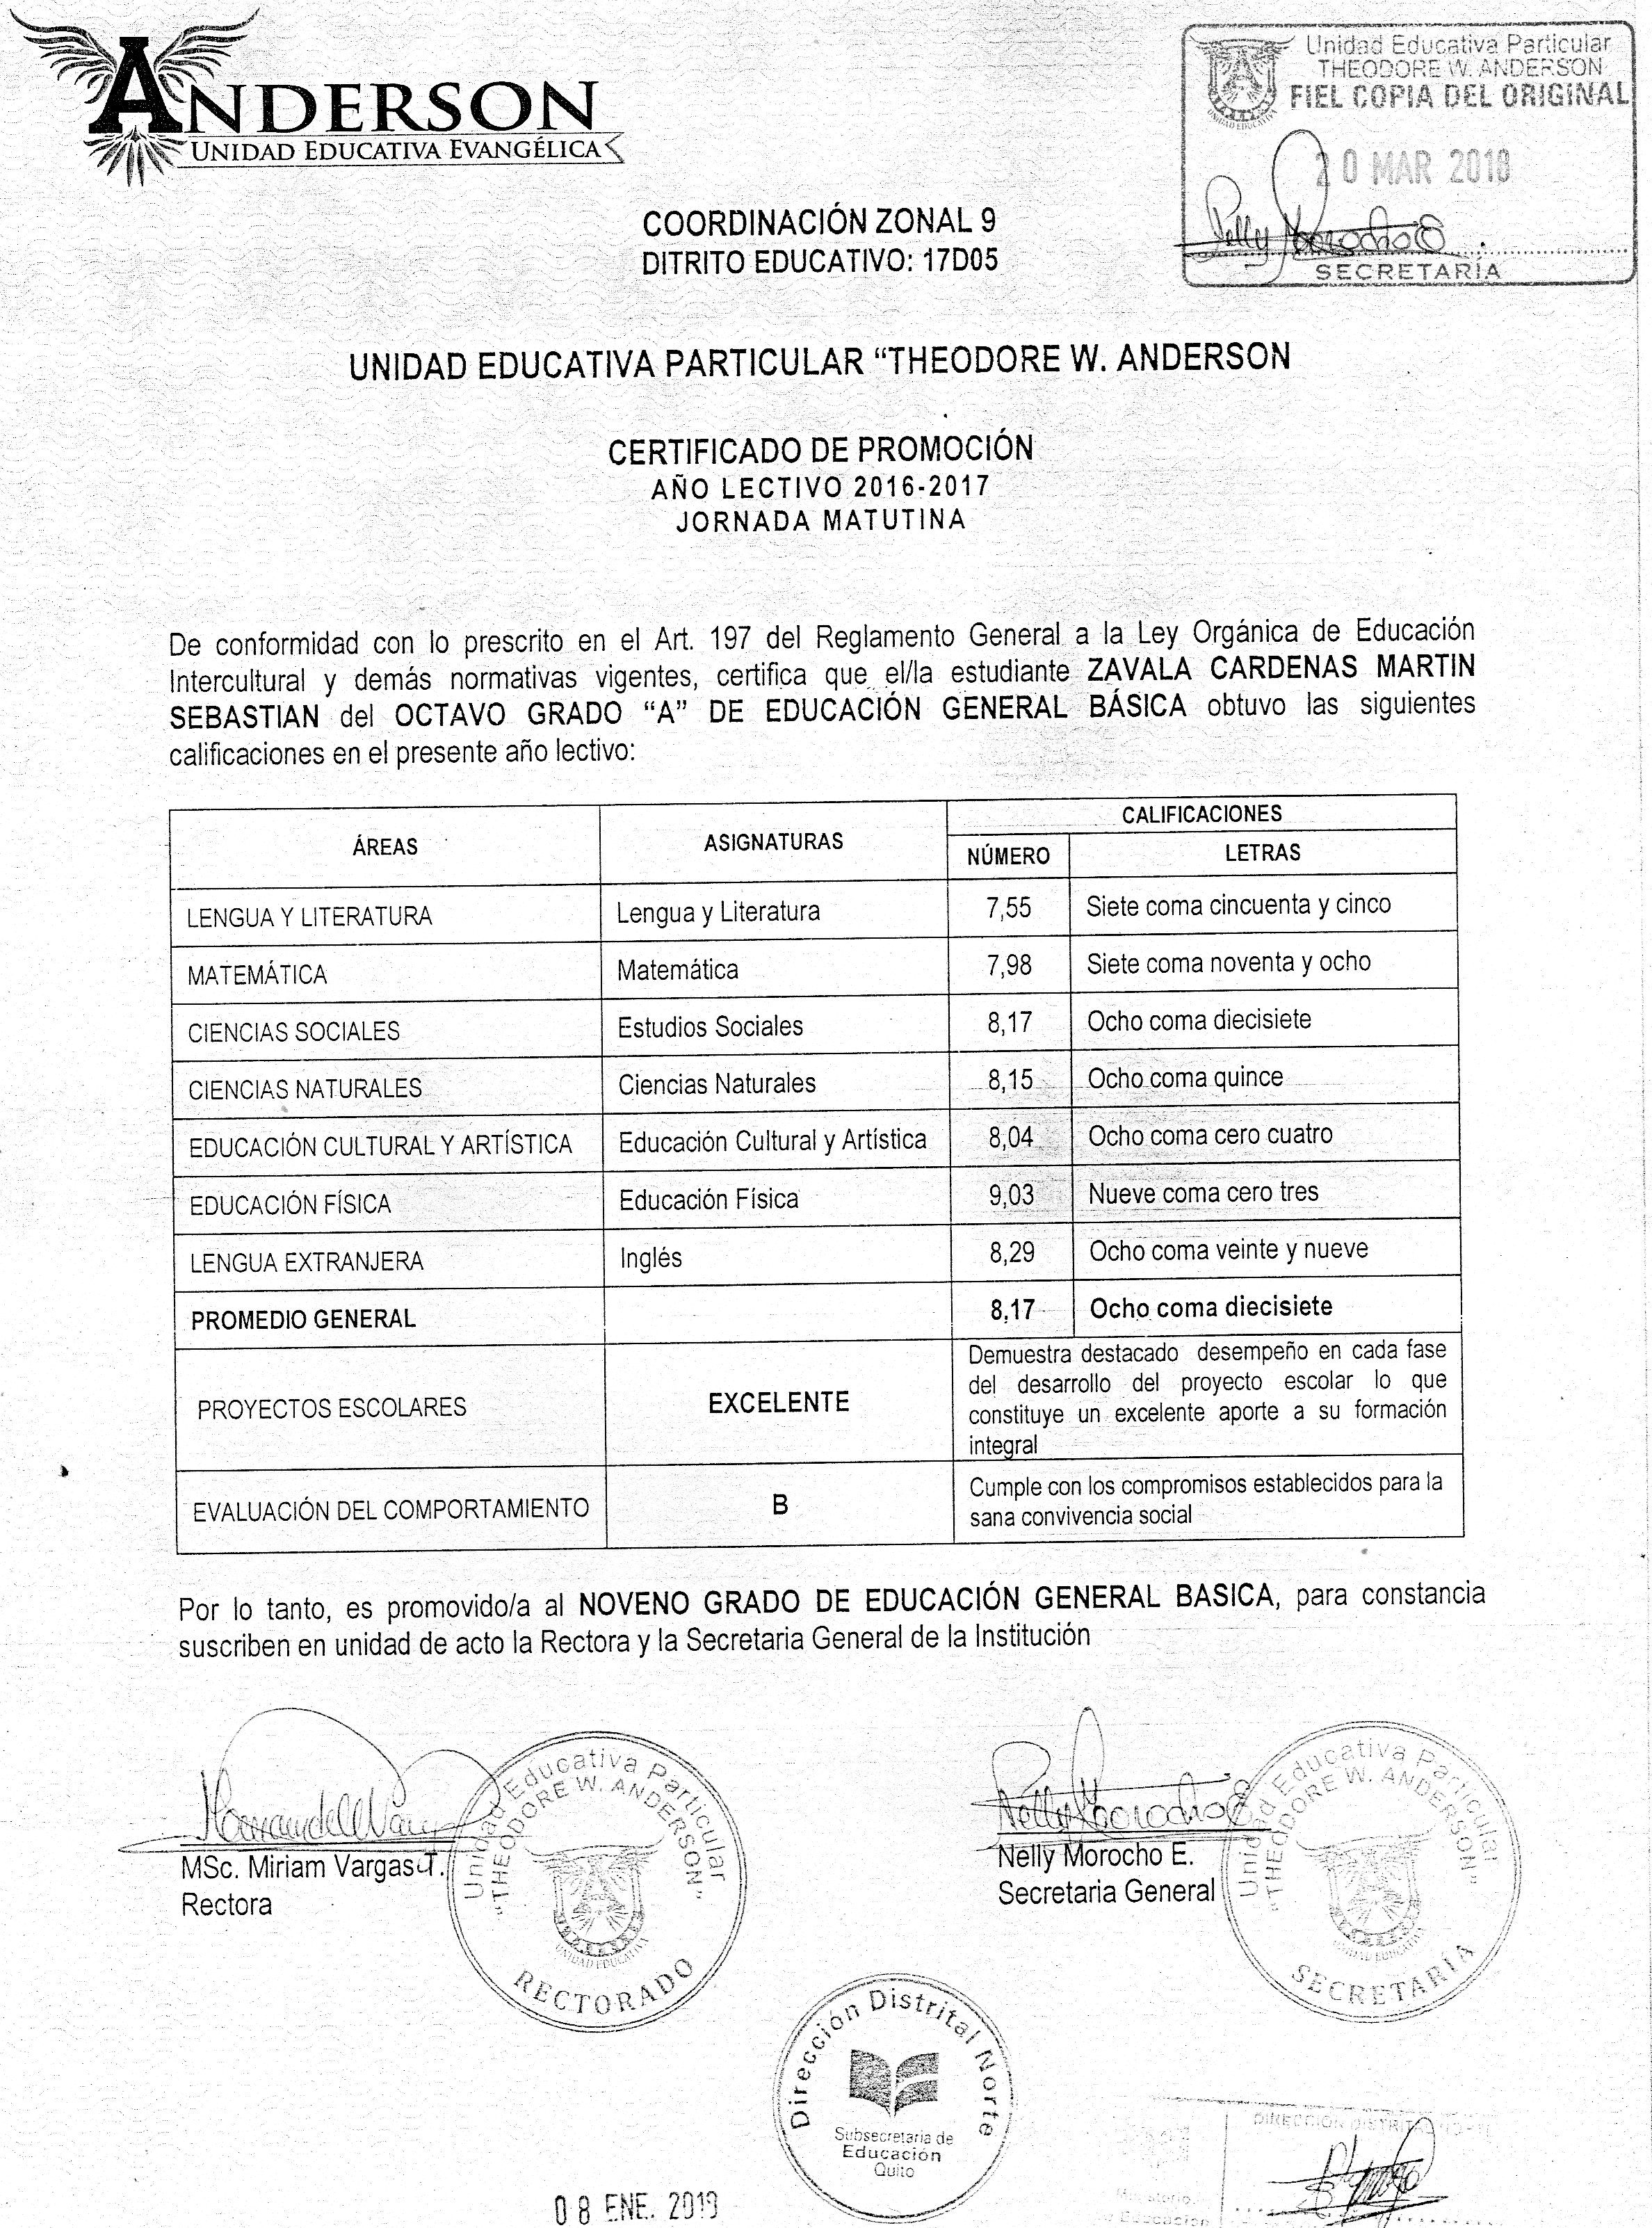 ANDERSON
UNIDAD EDUCATIVA EVANGÉLICA
Unidad Educativa Particular
THEODORE W. ANDERSON
FIEL COPIA DEL ORIGINAL
20 MAR 2018
Nelly Morocho E
SECRETARÍA
COORDINACIÓN ZONAL 9
DITRITO EDUCATIVO: 17D05
UNIDAD EDUCATIVA PARTICULAR “THEODORE W. ANDERSON
CERTIFICADO DE PROMOCIÓN
AÑO LECTIVO 2016-2017
JORNADA MATUTINA
De conformidad con lo prescrito en el Art. 197 del Reglamento General a la Ley Orgánica de Educación
Intercultural y demás normativas vigentes, certifica que el/la estudiante ZAVALA CARDENAS MARTIN
SEBASTIAN del OCTAVO GRADO “A” DE EDUCACIÓN GENERAL BÁSICA obtuvo las siguientes
calificaciones en el presente año lectivo:
ÁREAS ASIGNATURAS CALIFICACIONES
NÚMERO LETRAS
LENGUA Y LITERATURA Lengua y Literatura 7,55 Siete coma cincuenta y cinco
MATEMÁTICA Matemática 7,98 Siete coma noventa y ocho
CIENCIAS SOCIALES Estudios Sociales 8,17 Ocho coma diecisiete
CIENCIAS NATURALES Ciencias Naturales 8,15 Ocho coma quince
EDUCACIÓN CULTURAL Y ARTÍSTICA Educación Cultural y Artística 8,04 Ocho coma cero cuatro
EDUCACIÓN FÍSICA Educación Física 9,03 Nueve coma cero tres
LENGUA EXTRANJERA Inglés 8,29 Ocho coma veinte y nueve
PROMEDIO GENERAL 8,17 Ocho coma diecisiete
PROYECTOS ESCOLARES EXCELENTE Demuestra destacado desempeño en cada fase
del desarrollo del proyecto escolar lo que
constituye un excelente aporte a su formación
integral
EVALUACIÓN DEL COMPORTAMIENTO B Cumple con los compromisos establecidos para la
sana convivencia social
Por lo tanto, es promovido/a al NOVENO GRADO DE EDUCACIÓN GENERAL BASICA, para constancia
suscriben en unidad de acto la Rectora y la Secretaria General de la Institución
MSc. Miriam Vargas T.
Rectora
Unidad Educativa Particular
"THEODORE W. ANDERSON"
UNIDAD EDUCATIVA
RECTORADO
Nelly Morocho E
Nelly Morocho E.
Secretaria General
Unidad Educativa Particular
"THEODORE W. ANDERSON"
UNIDAD EDUCATIVA
SECRETARÍA
Dirección Distrital Norte
Subsecretaría de
Educación
Quito
DIRECCIÓN DISTRITAL
08 ENE. 2019